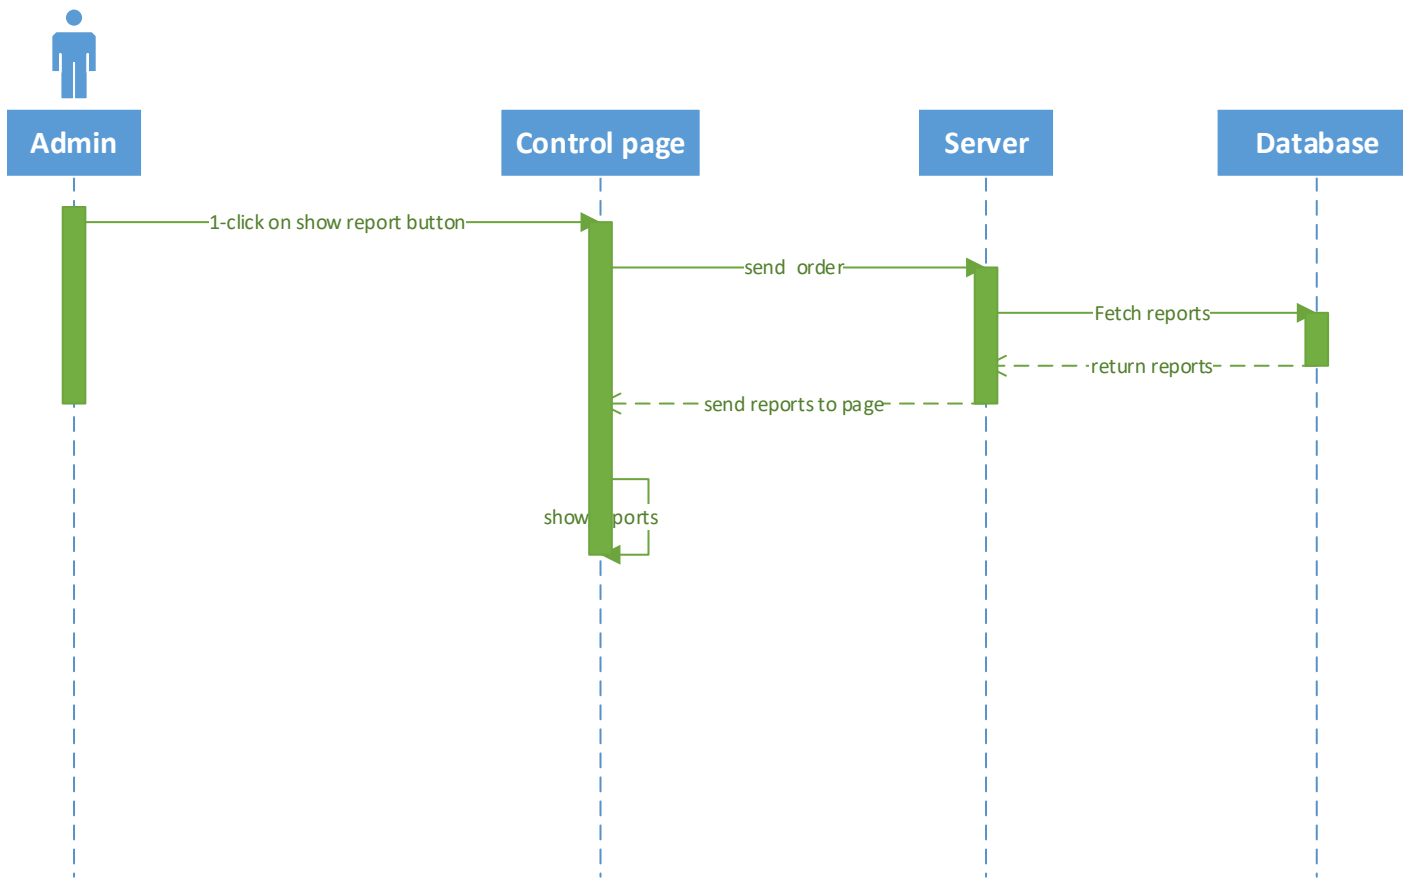 Admin
Control page
Server
Database
1-click on show report button
send  order
Fetch reports
return reports
send reports to page
show ports